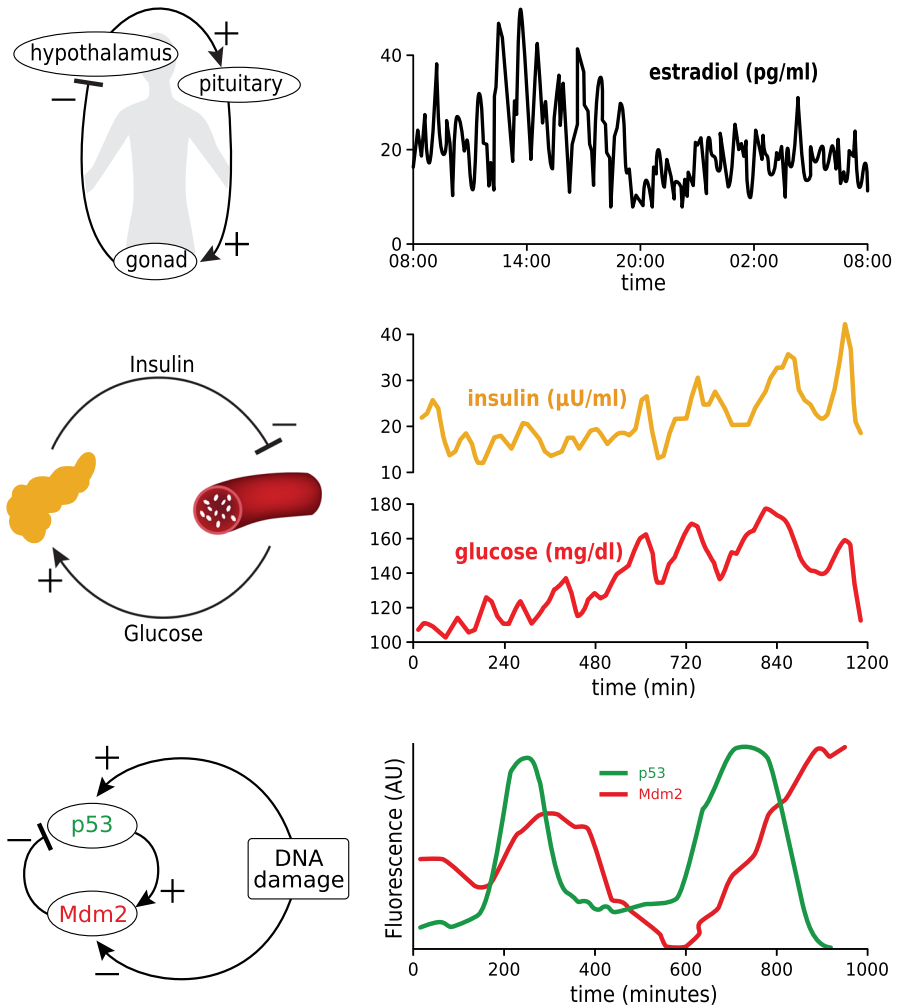 hypothalamus
+
pituitary
−
+
gonad
estradiol (pg/ml)
40
20
0
08:00
14:00
20:00
02:00
08:00
time
Insulin
−
+
Glucose
insulin (μU/ml)
40
30
20
10
glucose (mg/dl)
180
160
140
120
100
0
240
480
720
840
1200
time (min)
+
p53
−
DNA
damage
+
Mdm2
−
Fluorescence (AU)
p53
Mdm2
0
200
400
600
800
1000
time (minutes)